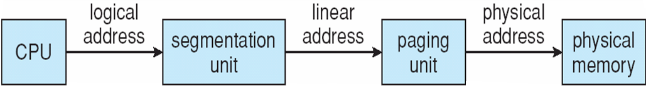 logical
address
linear
address
physical
address
CPU
segmentation
unit
paging
unit
physical
memory